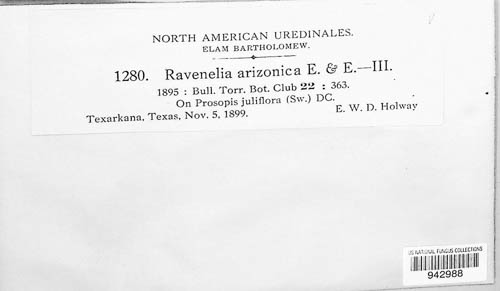 NORTH AMERICAN UREDINALES.
ELAM BARTHOLOMEW.
1280. Ravenelia arizonica E. & E.—III.
1895 : Bull. Torr. Bot. Club 22 : 363.
On Prosopis juliflora (Sw.) DC.
Texarkana, Texas, Nov. 5, 1899. E. W. D. Holway
US NATIONAL FUNGUS COLLECTIONS
942988